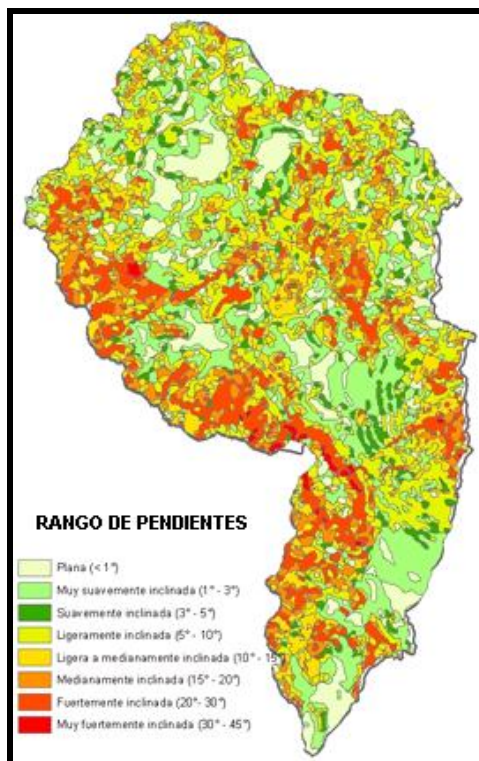 RANGO DE PENDIENTES
Plana (< 1°)
Muy suavemente inclinada (1° - 3°)
Suavemente inclinada (3° - 5°)
Ligeramente inclinada (5° - 10°)
Ligera a medianamente inclinada (10° - 15°)
Medianamente inclinada (15° - 20°)
Fuertemente inclinada (20° - 30°)
Muy fuertemente inclinada (30° - 45°)